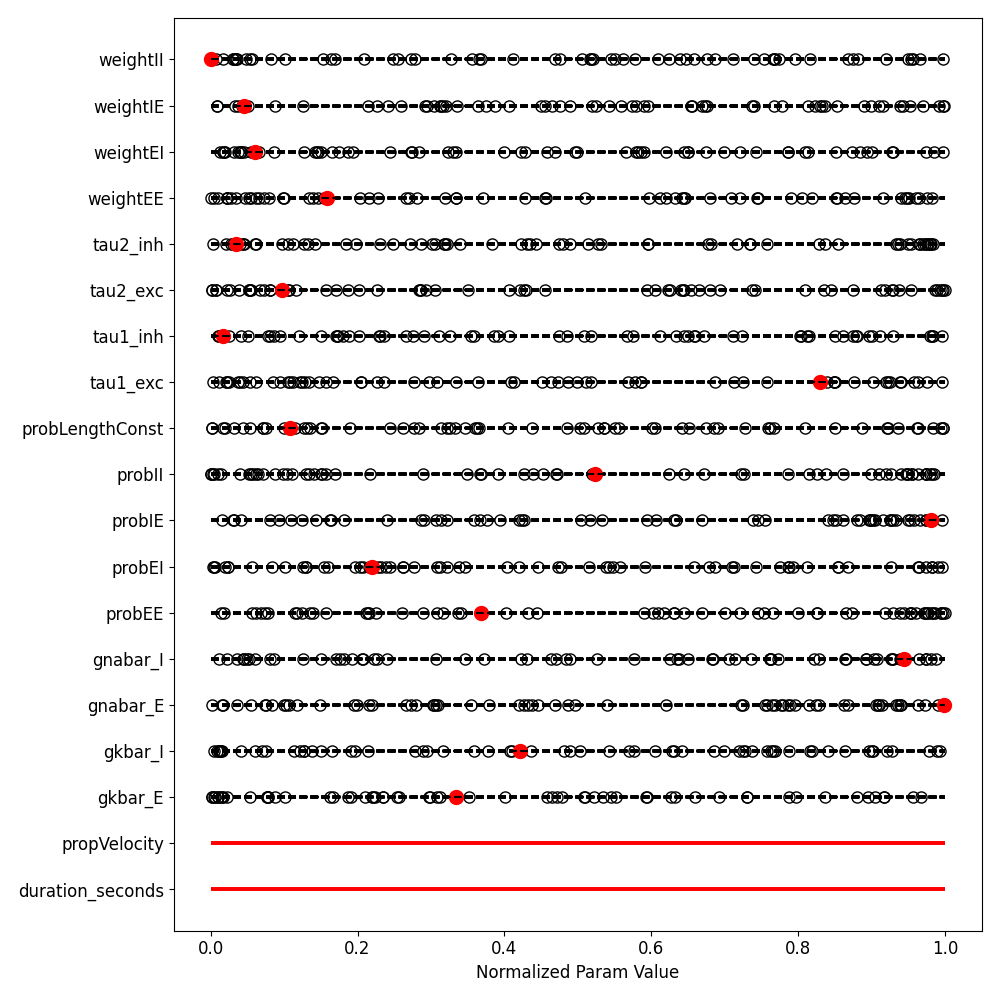 weightII
weightIE
weightEI
weightEE
tau2_inh
tau2_exc
tau1_inh
tau1_exc
probLengthConst
probII
probIE
probEI
probEE
gnabar_I
gnabar_E
gkbar_I
gkbar_E
propVelocity
duration_seconds
0.0 0.2 0.4 0.6 0.8 1.0
Normalized Param Value